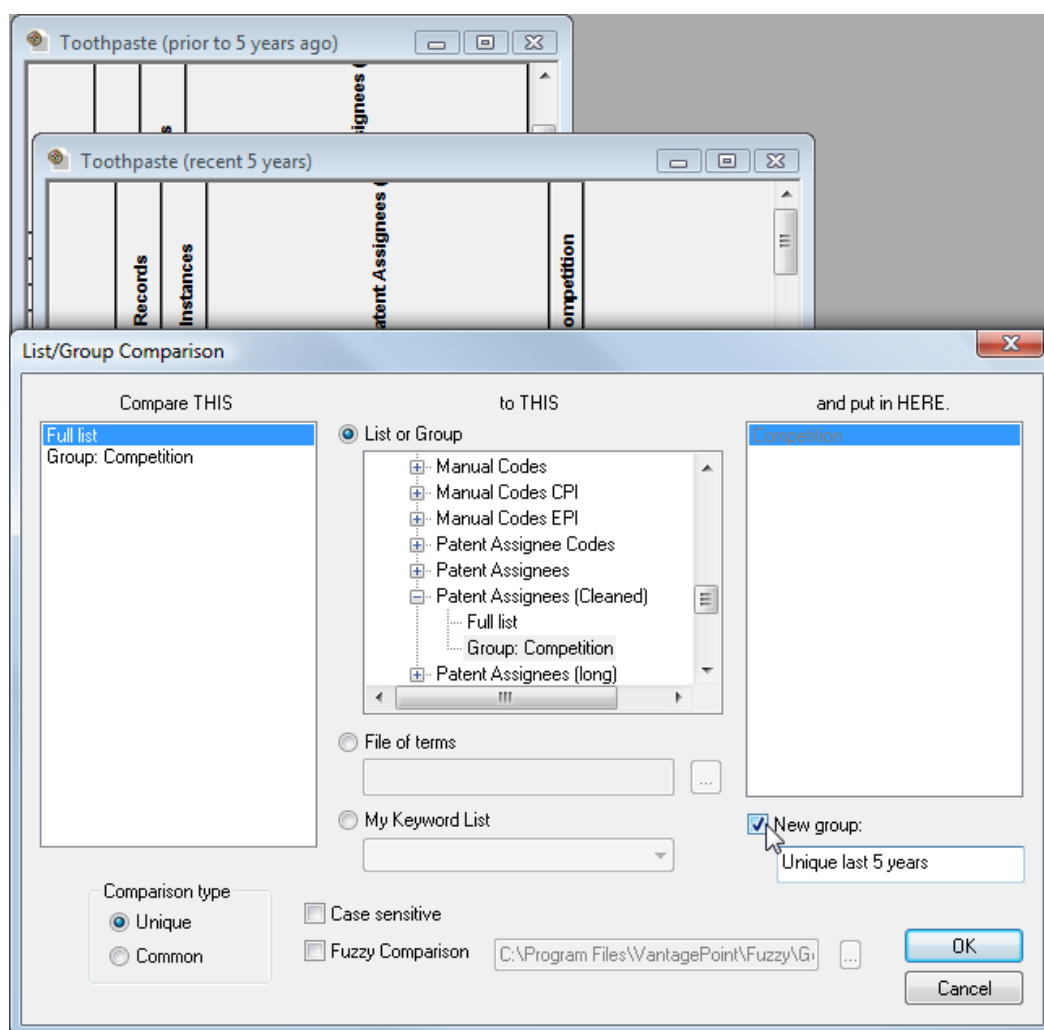 Toothpaste (prior to 5 years ago)
Toothpaste (recent 5 years)
Records
Instances
atent Assignees (
ompetition
List/Group Comparison
Compare THIS
to THIS
and put in HERE.
Full list
Group: Competition
List or Group
Manual Codes
Manual Codes CPI
Manual Codes EPI
Patent Assignee Codes
Patent Assignees
Patent Assignees (Cleaned)
Full list
Group: Competition
Patent Assignees (long)
Competition
File of terms
...
My Keyword List
New group:
Unique last 5 years
Comparison type
Unique
Common
Case sensitive
Fuzzy Comparison
C:\Program Files\VantagePoint\Fuzzy\G
...
OK
Cancel